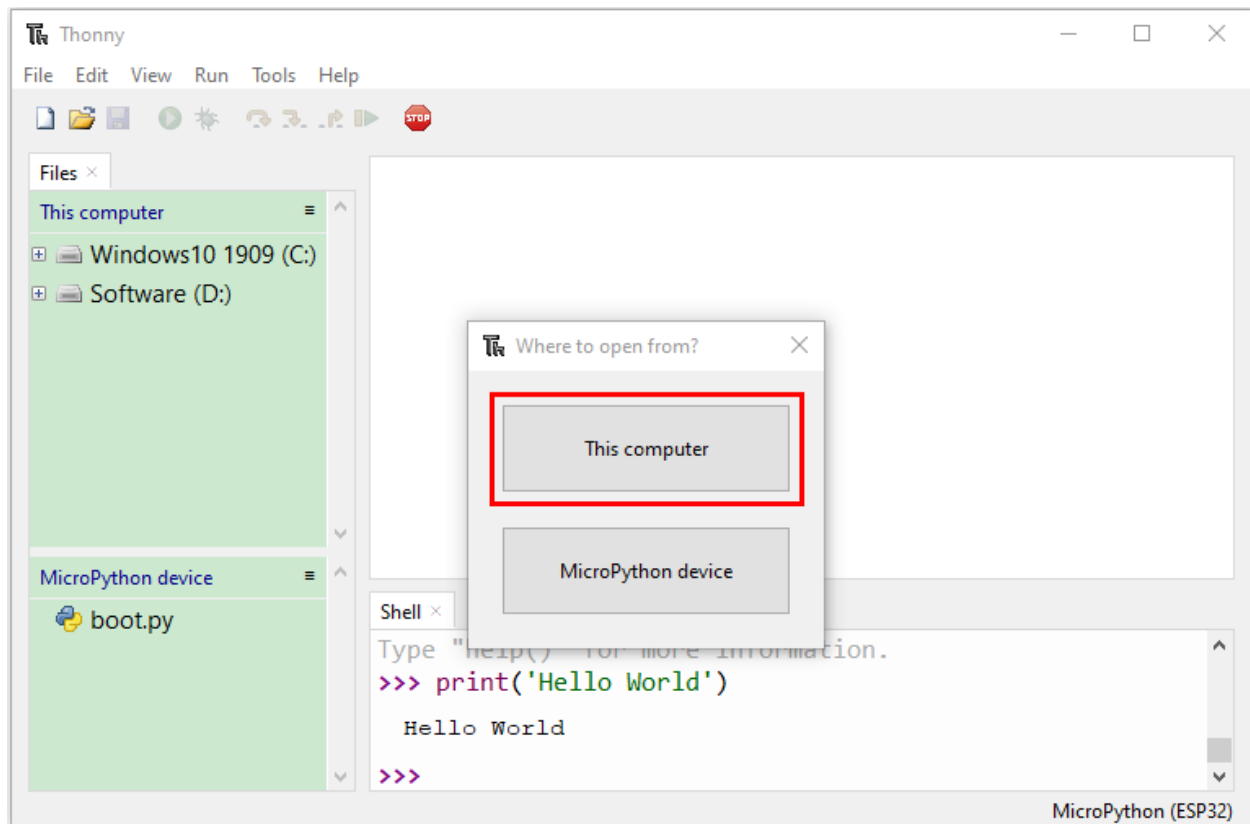 Thonny
File Edit View Run Tools Help
STOP
Files
This computer
Windows10 1909 (C:)
Software (D:)
MicroPython device
boot.py
Where to open from?
This computer
MicroPython device
Shell
Type "help()" for more information.
>>> print('Hello World')
Hello World
>>>
MicroPython (ESP32)